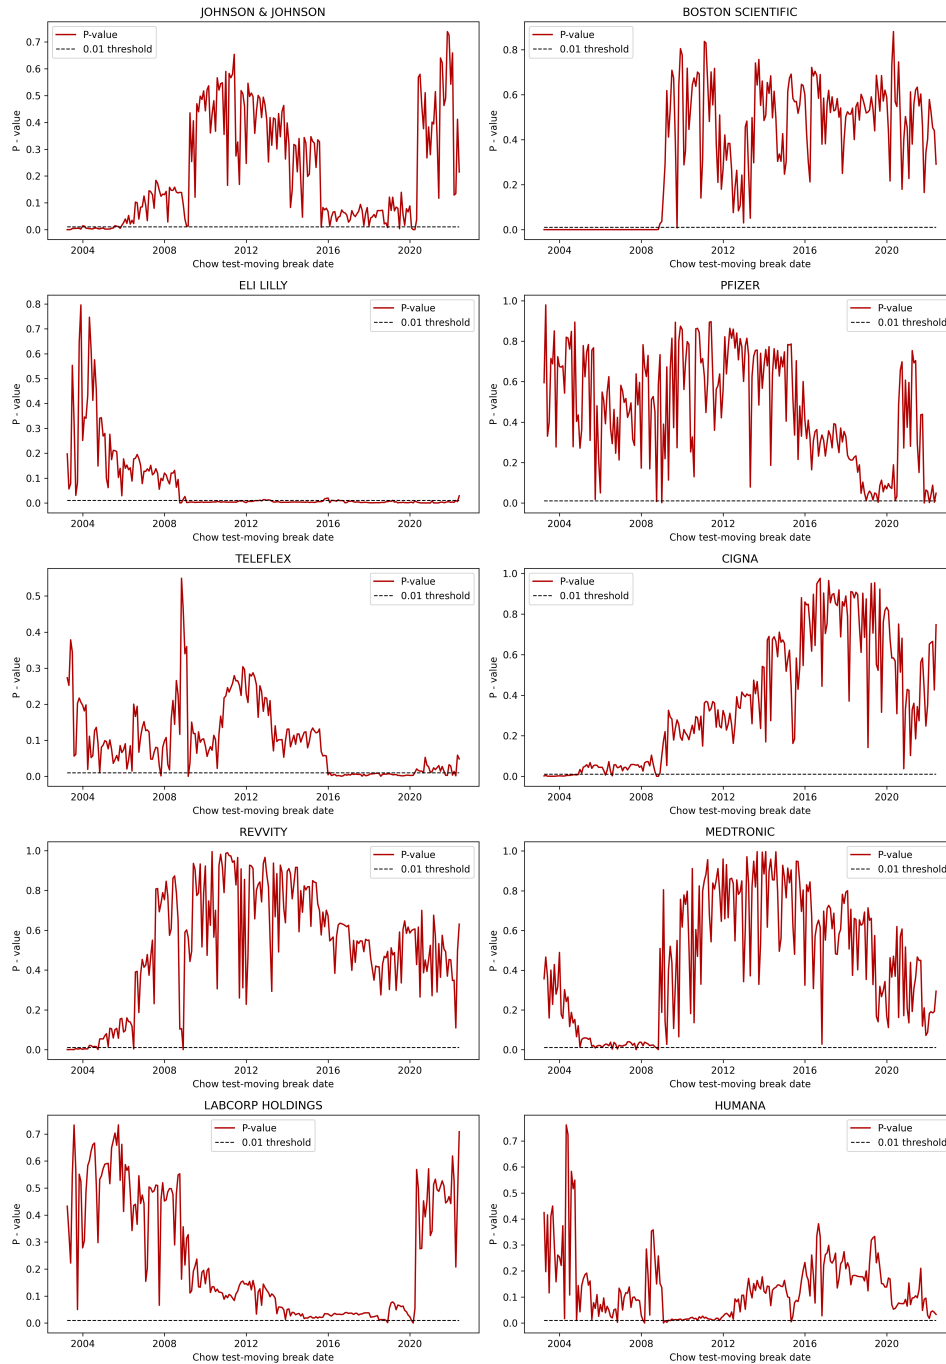 JOHNSON & JOHNSON
P-value
0.01 threshold
0.7
0.6
0.5
0.4
0.3
0.2
0.1
0.0
P - value
2004 2008 2012 2016 2020
Chow test-moving break date
BOSTON SCIENTIFIC
P-value
0.01 threshold
0.8
0.6
0.4
0.2
0.0
P - value
2004 2008 2012 2016 2020
Chow test-moving break date
ELI LILLY
P-value
0.01 threshold
0.8
0.7
0.6
0.5
0.4
0.3
0.2
0.1
0.0
P - value
2004 2008 2012 2016 2020
Chow test-moving break date
PFIZER
P-value
0.01 threshold
1.0
0.8
0.6
0.4
0.2
0.0
P - value
2004 2008 2012 2016 2020
Chow test-moving break date
TELEFLEX
P-value
0.01 threshold
0.5
0.4
0.3
0.2
0.1
0.0
P - value
2004 2008 2012 2016 2020
Chow test-moving break date
CIGNA
P-value
0.01 threshold
1.0
0.8
0.6
0.4
0.2
0.0
P - value
2004 2008 2012 2016 2020
Chow test-moving break date
REVVITY
P-value
0.01 threshold
1.0
0.8
0.6
0.4
0.2
0.0
P - value
2004 2008 2012 2016 2020
Chow test-moving break date
MEDTRONIC
P-value
0.01 threshold
1.0
0.8
0.6
0.4
0.2
0.0
P - value
2004 2008 2012 2016 2020
Chow test-moving break date
LABCORP HOLDINGS
P-value
0.01 threshold
0.7
0.6
0.5
0.4
0.3
0.2
0.1
0.0
P - value
2004 2008 2012 2016 2020
Chow test-moving break date
HUMANA
P-value
0.01 threshold
0.7
0.6
0.5
0.4
0.3
0.2
0.1
0.0
P - value
2004 2008 2012 2016 2020
Chow test-moving break date